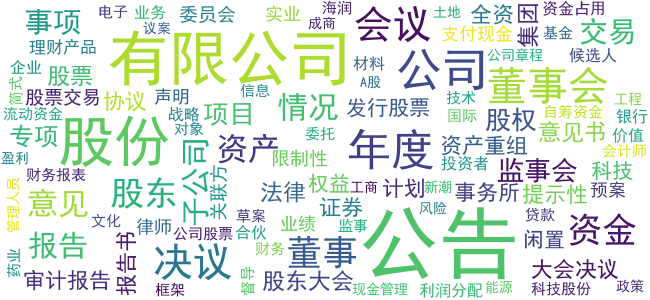 电子
业务
委员会
实业
海润
成商
土地
资金占用
事项
议案
会议
全资
集团
支付现金
基金
交易
理财产品
有限公司
材料
公司
公司章程
候选人
企业
股票
A股
董事会
简式
股票交易
协议
声明
信息
技术
自筹资金
工程
流动资金
战略
项目
情况
发行股票
国际
银行
专项
股份
对象
委托
年度
股权
意见书
价值
会计师
盈利
资产
限制性
资产重组
投资者
监事会
科技
财务报表
子公司
关联方
权益
工商
计划
新潮
事务所
提示性
预案
管理人员
意见
股东
法律
证券
风险
贷款
文化
律师
草案
业绩
监事
公告
闲置
资金
公司股票
合伙
药业
报告
报告书
决议
财务
董事
大会决议
审计报告
框架
督导
股东大会
现金管理
利润分配
能源
科技股份
政策